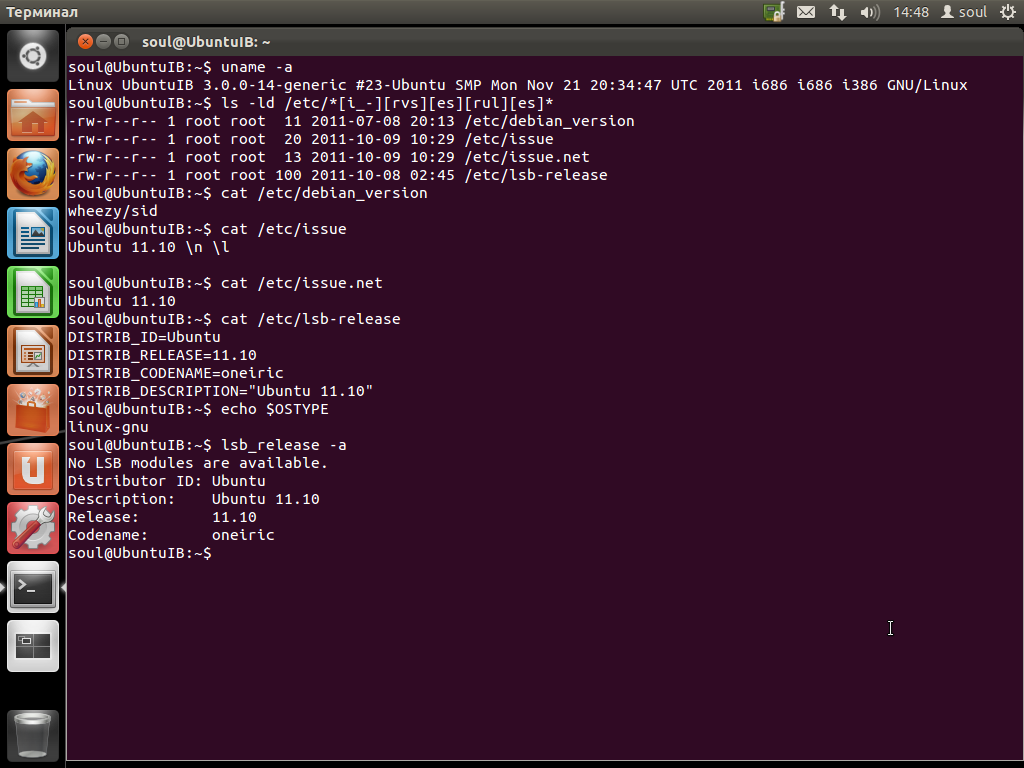 Терминал
14:48 soul
soul@UbuntuIB: ~
soul@UbuntuIB:~$ uname -a
Linux UbuntuIB 3.0.0-14-generic #23-Ubuntu SMP Mon Nov 21 20:34:47 UTC 2011 i686 i686 i386 GNU/Linux
soul@UbuntuIB:~$ ls -ld /etc/*[i_-][rvs][es][rul][es]*
-rw-r--r-- 1 root root  11 2011-07-08 20:13 /etc/debian_version
-rw-r--r-- 1 root root  20 2011-10-09 10:29 /etc/issue
-rw-r--r-- 1 root root  13 2011-10-09 10:29 /etc/issue.net
-rw-r--r-- 1 root root 100 2011-10-08 02:45 /etc/lsb-release
soul@UbuntuIB:~$ cat /etc/debian_version
wheezy/sid
soul@UbuntuIB:~$ cat /etc/issue
Ubuntu 11.10 \n \l
soul@UbuntuIB:~$ cat /etc/issue.net
Ubuntu 11.10
soul@UbuntuIB:~$ cat /etc/lsb-release
DISTRIB_ID=Ubuntu
DISTRIB_RELEASE=11.10
DISTRIB_CODENAME=oneiric
DISTRIB_DESCRIPTION="Ubuntu 11.10"
soul@UbuntuIB:~$ echo $OSTYPE
linux-gnu
soul@UbuntuIB:~$ lsb_release -a
No LSB modules are available.
Distributor ID: Ubuntu
Description:    Ubuntu 11.10
Release:        11.10
Codename:       oneiric
soul@UbuntuIB:~$